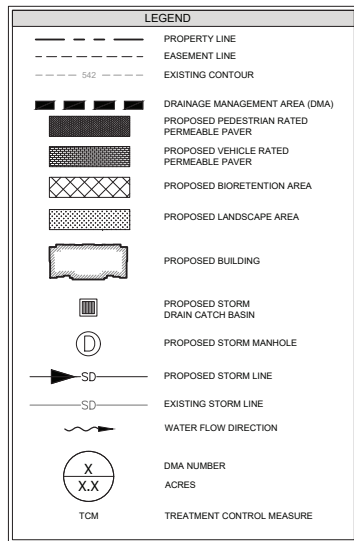 LEGEND
PROPERTY LINE
EASEMENT LINE
542 EXISTING CONTOUR
DRAINAGE MANAGEMENT AREA (DMA)
PROPOSED PEDESTRIAN RATED
PERMEABLE PAVER
PROPOSED VEHICLE RATED
PERMEABLE PAVER
PROPOSED BIORETENTION AREA
PROPOSED LANDSCAPE AREA
PROPOSED BUILDING
PROPOSED STORM
DRAIN CATCH BASIN
D PROPOSED STORM MANHOLE
SD PROPOSED STORM LINE
SD EXISTING STORM LINE
WATER FLOW DIRECTION
X DMA NUMBER
X.X ACRES
TCM TREATMENT CONTROL MEASURE